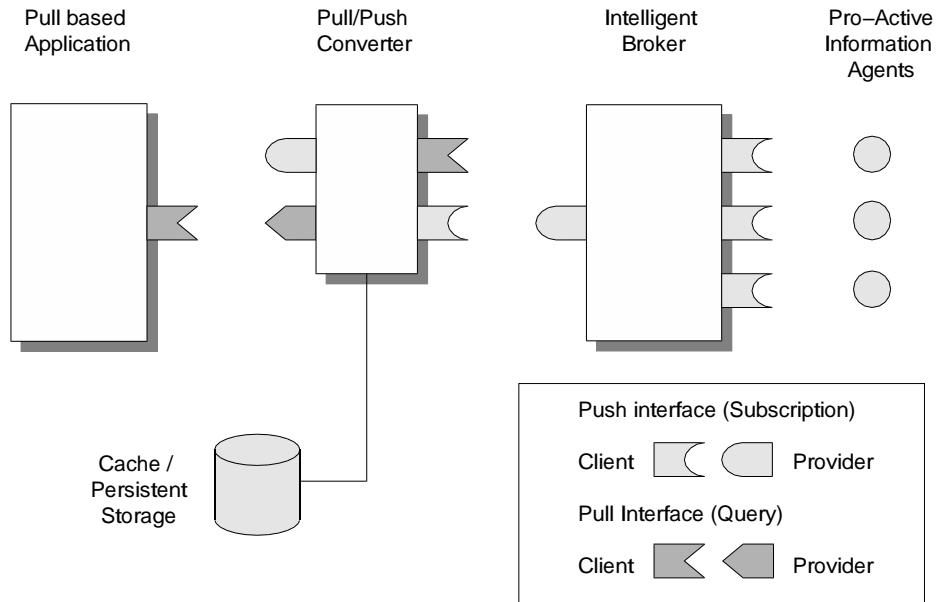 Pull based
Application
Pull/Push
Converter
Intelligent
Broker
Pro−Active
Information
Agents
Cache /
Persistent
Storage
Push interface (Subscription)
Client Provider
Pull Interface (Query)
Client Provider